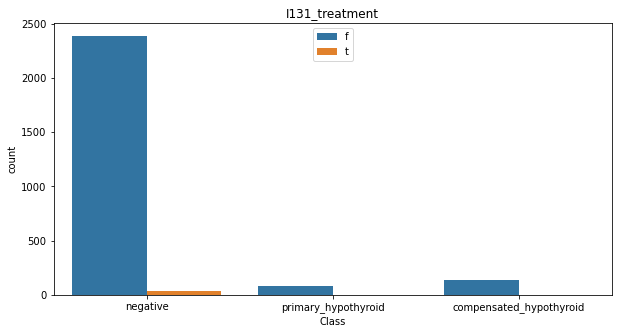 I131_treatment
f
t
2500
2000
1500
1000
500
0
count
negative
primary_hypothyroid
compensated_hypothyroid
Class